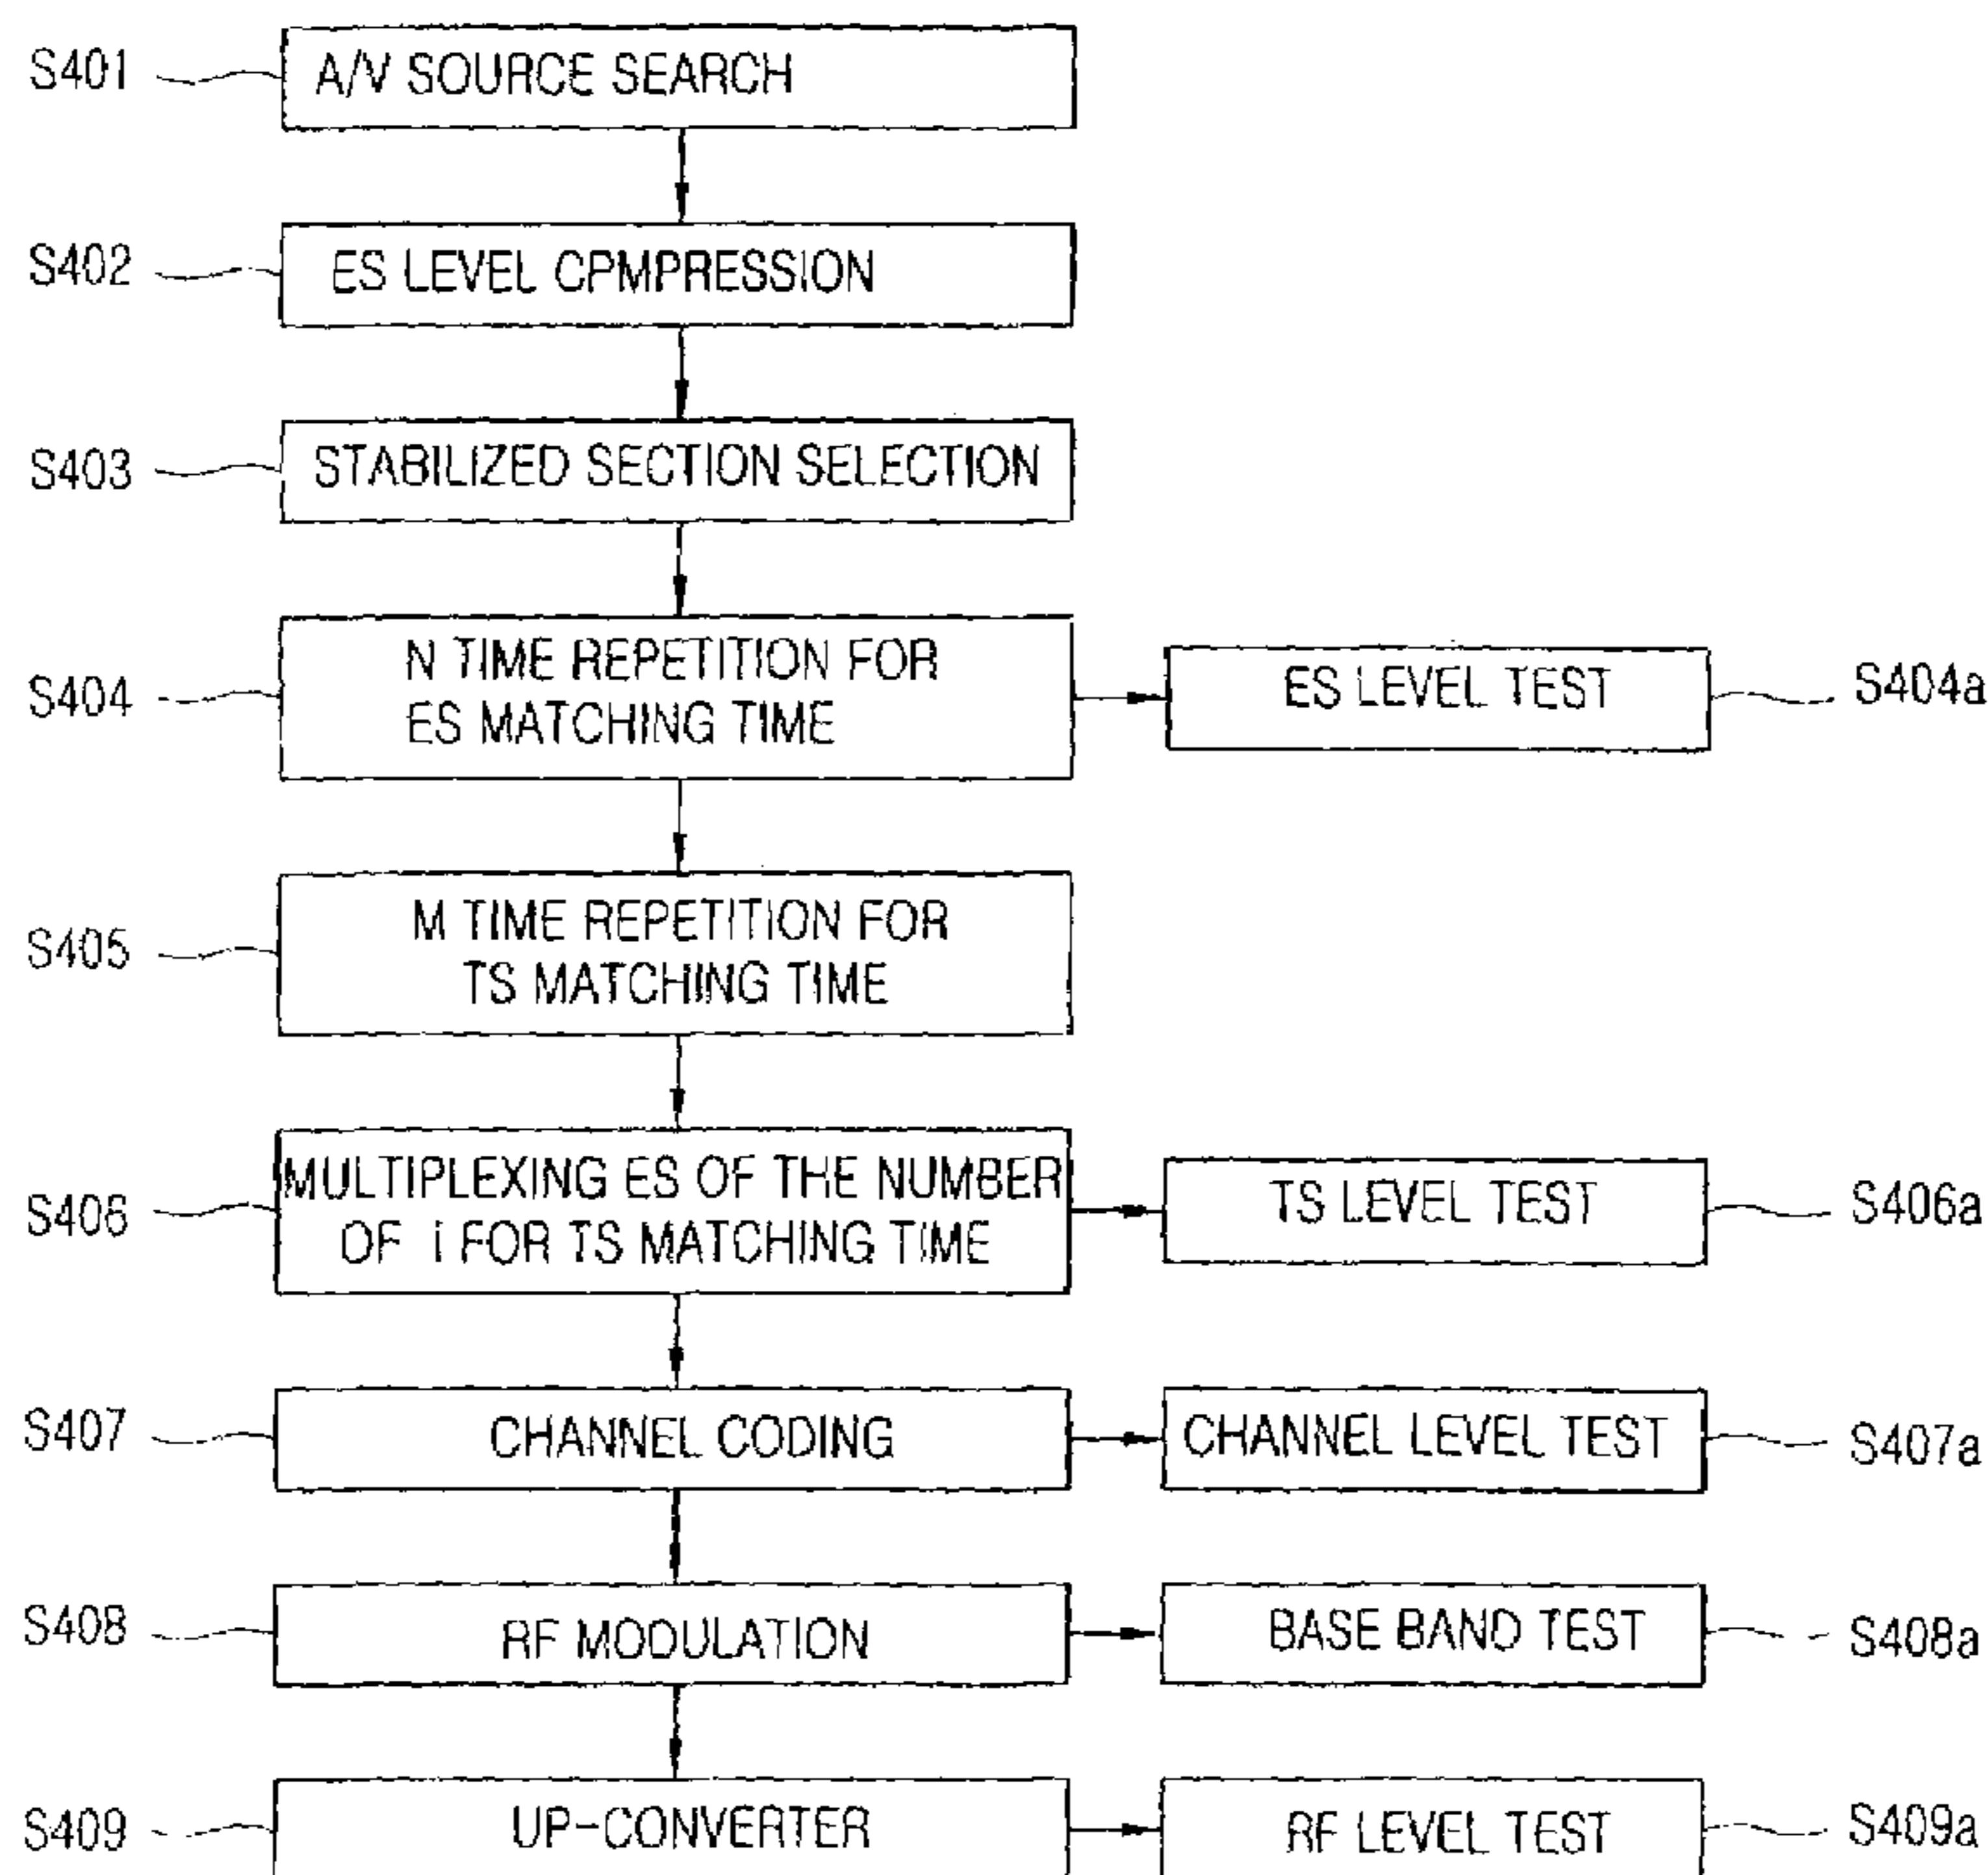 S401
A/V SOURCE SEARCH
S402
ES LEVEL CPMPRESSION
S403
STABILIZED SECTION SELECTION
S404
N TIME REPETITION FOR
ES MATCHING TIME
ES LEVEL TEST
S404a
S405
M TIME REPETITION FOR
TS MATCHING TIME
S406
MULTIPLEXING ES OF THE NUMBER
OF i FOR TS MATCHING TIME
TS LEVEL TEST
S406a
S407
CHANNEL CODING
CHANNEL LEVEL TEST
S407a
S408
RF MODULATION
BASE BAND TEST
S408a
S409
UP-CONVERTER
RF LEVEL TEST
S409a